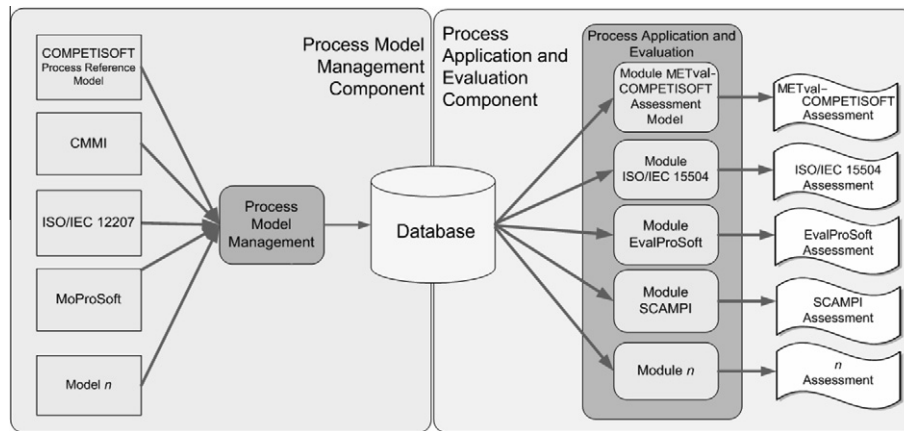 COMPETISOFT
Process Reference
Model
CMMI
ISO/IEC 12207
MoProSoft
Model n
Process
Model
Management
Process Model
Management
Component
Database
Process
Application and
Evaluation
Component
Process Application and
Evaluation
Module METval-
COMPETISOFT
Assessment
Model
Module
ISO/IEC 15504
Module
EvalProSoft
Module
SCAMPI
Module n
METval-
COMPETISOFT
Assessment
ISO/IEC 15504
Assessment
EvalProSoft
Assessment
SCAMPI
Assessment
n
Assessment